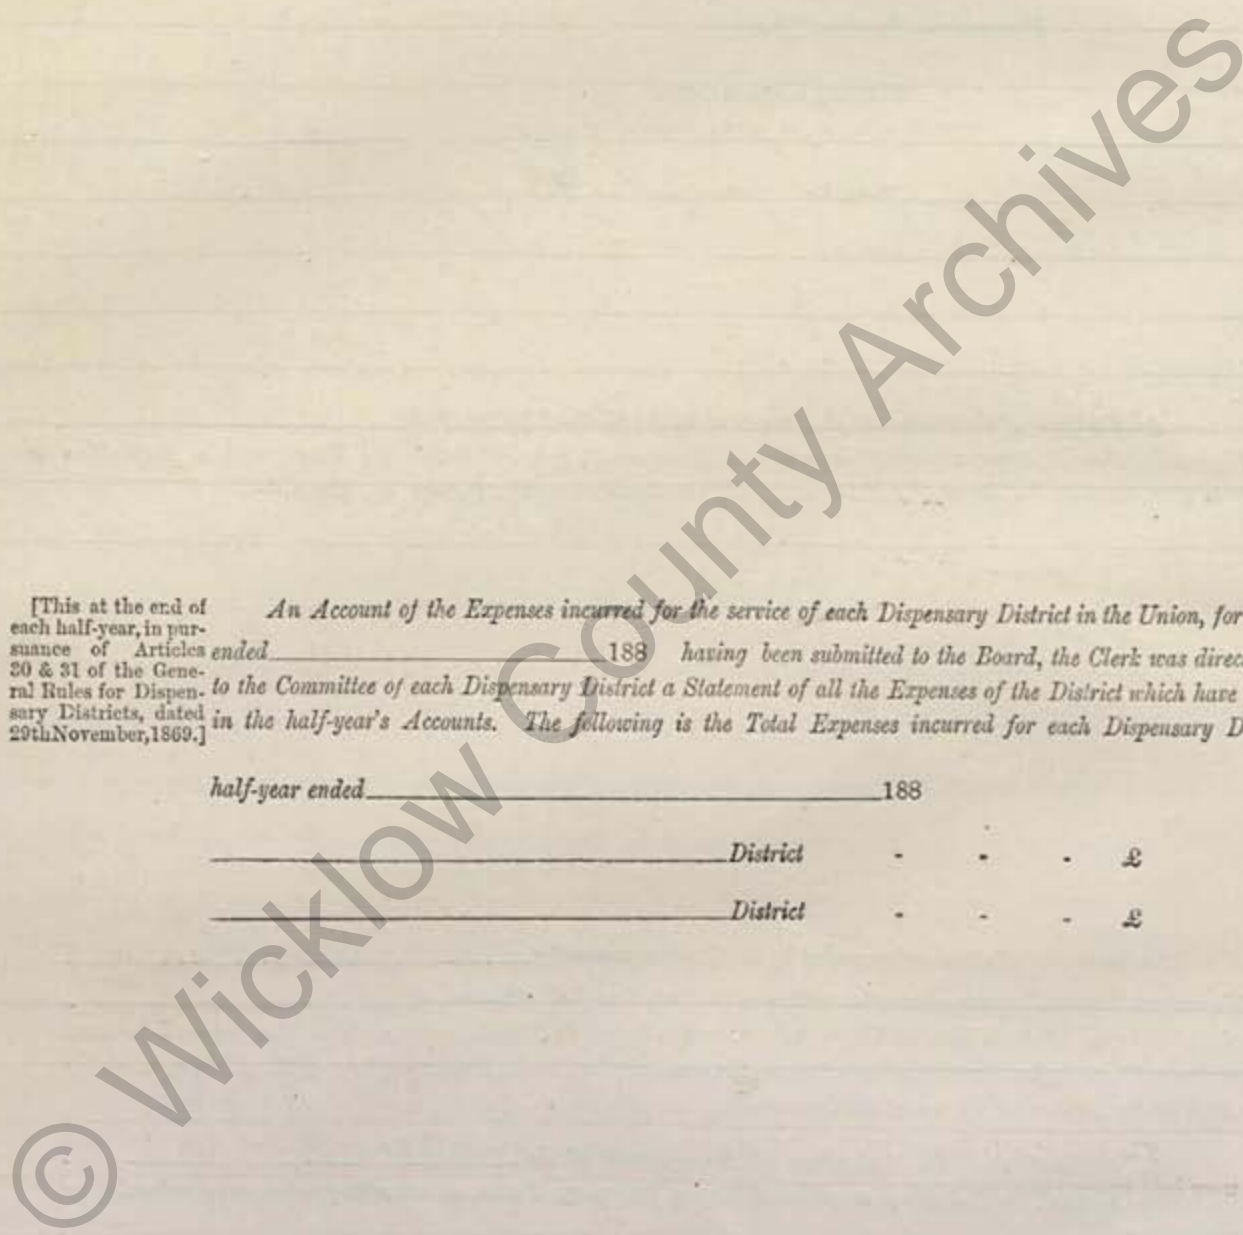 [This at the end of
each half-year, in pur-
suance of Articles
30 & 31 of the Gene-
ral Rules for Dispen-
sary Districts, dated
29th November, 1869.]
An Account of the Expenses incurred for the service of each Dispensary District in the Union, for
ended 188 having been submitted to the Board, the Clerk was direc
to the Committee of each Dispensary District a Statement of all the Expenses of the District which have
in the half-year's Accounts. The following is the Total Expenses incurred for each Dispensary D
half-year ended 188
District - - - £
District - - - £
© Wicklow County Archives